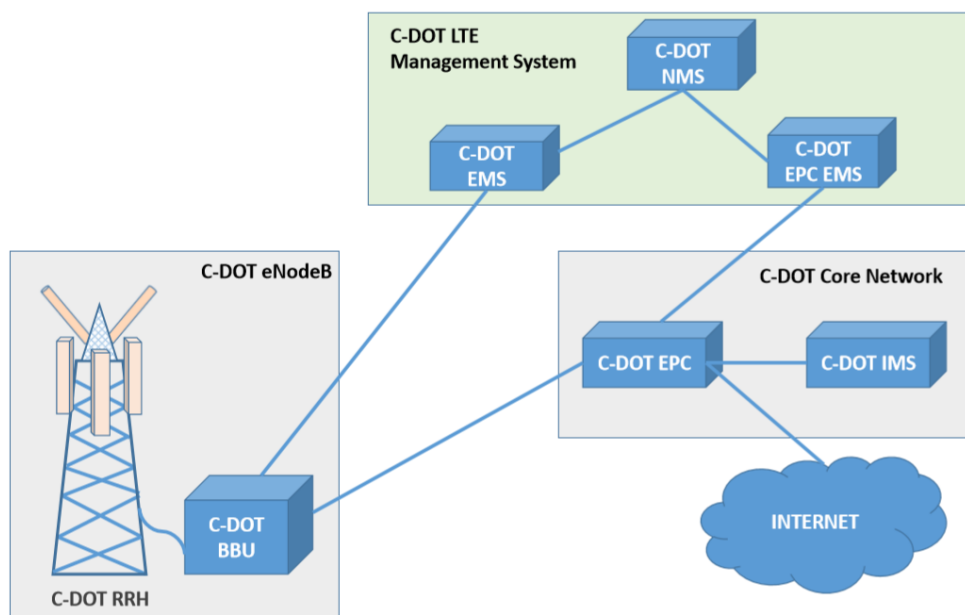 C-DOT LTE
Management System
C-DOT
NMS
C-DOT
EMS
C-DOT
EPC EMS
C-DOT eNodeB
C-DOT Core Network
C-DOT EPC
C-DOT IMS
C-DOT
BBU
INTERNET
C-DOT RRH